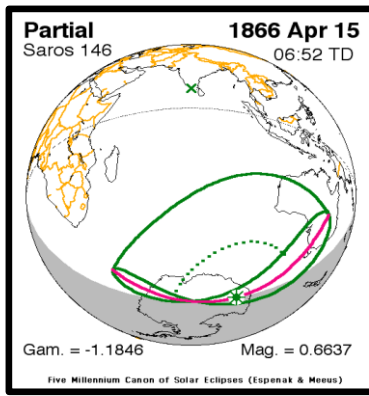 Partial 1866 Apr 15
Saros 146 06:52 TD
Gam. = -1.1846 Mag. = 0.6637
Five Millennium Canon of Solar Eclipses (Espenak & Meeus)